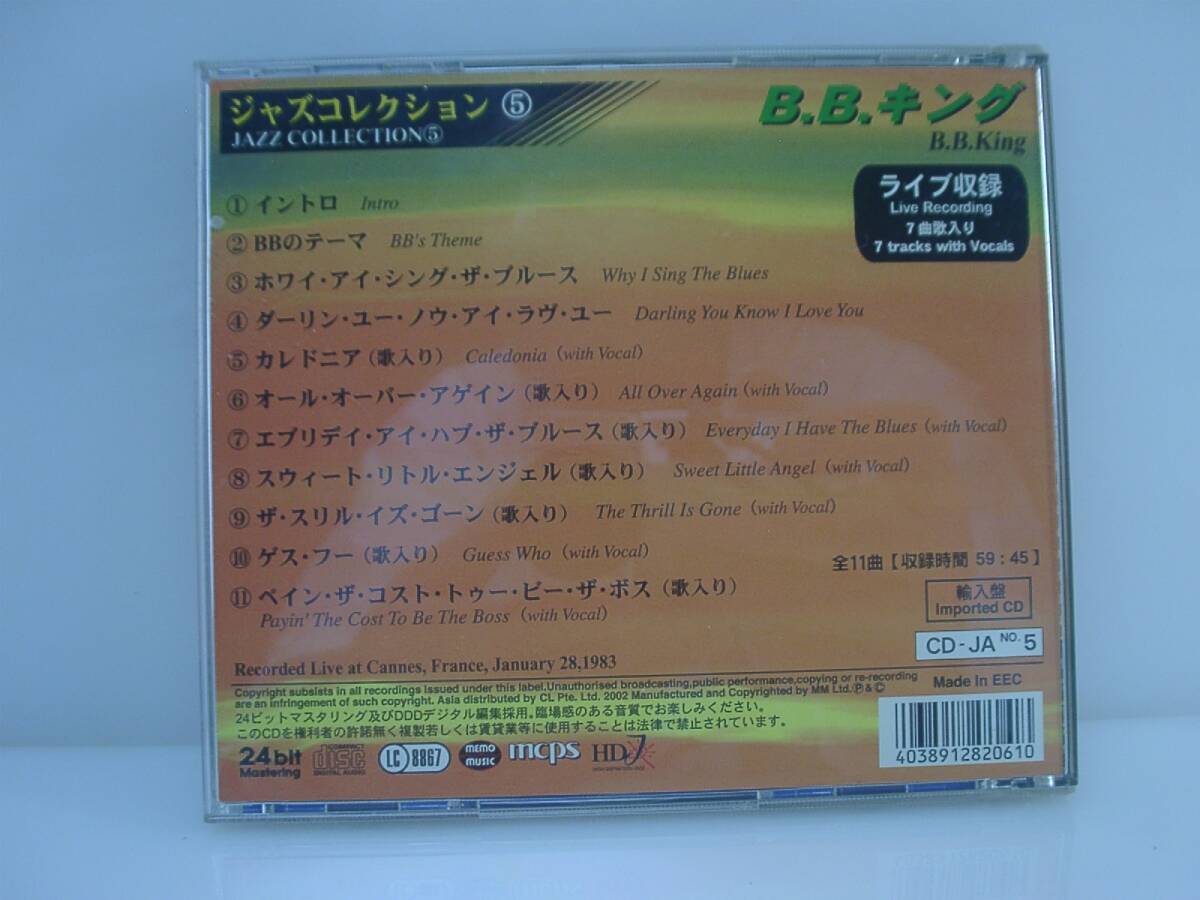 ジャズコレクション ⑤
JAZZ COLLECTION⑤
B.B.キング
B.B.King
ライブ収録
Live Recording
7曲歌入り
7 tracks with Vocals
① イントロ Intro
② BBのテーマ BB's Theme
③ ホワイ・アイ・シング・ザ・ブルース Why I Sing The Blues
④ ダーリン・ユー・ノウ・アイ・ラヴ・ユー Darling You Know I Love You
⑤ カレドニア（歌入り） Caledonia (with Vocal)
⑥ オール・オーバー・アゲイン（歌入り） All Over Again (with Vocal)
⑦ エブリデイ・アイ・ハブ・ザ・ブルース（歌入り） Everyday I Have The Blues (with Vocal)
⑧ スウィート・リトル・エンジェル（歌入り） Sweet Little Angel (with Vocal)
⑨ ザ・スリル・イズ・ゴーン（歌入り） The Thrill Is Gone (with Vocal)
⑩ ゲス・フー（歌入り） Guess Who (with Vocal)
⑪ ペイン・ザ・コスト・トゥー・ビー・ザ・ボス（歌入り）
Payin' The Cost To Be The Boss (with Vocal)
全11曲【収録時間 59:45】
輸入盤
Imported CD
CD-JA NO. 5
Recorded Live at Cannes, France, January 28,1983
Made In EEC
Copyright subsists in all recordings issued under this label.Unauthorised broadcasting,public performance,copying or re-recording
are an infringement of such copyright. Asia distributed by CL Pte. Ltd. 2002 Manufactured and Copyrighted by MM Ltd.Ⓟ&©
24ビットマスタリング及びDDDデジタル編集採用。臨場感のある音質でお楽しみください。
このCDを権利者の許諾無く複製若しくは賃貸業等に使用することは法律で禁止されています。
24bit
Mastering
COMPACT
disc
DIGITAL AUDIO
LC 8867
MEMO
MUSIC
mcps
HDJ
4038912820610